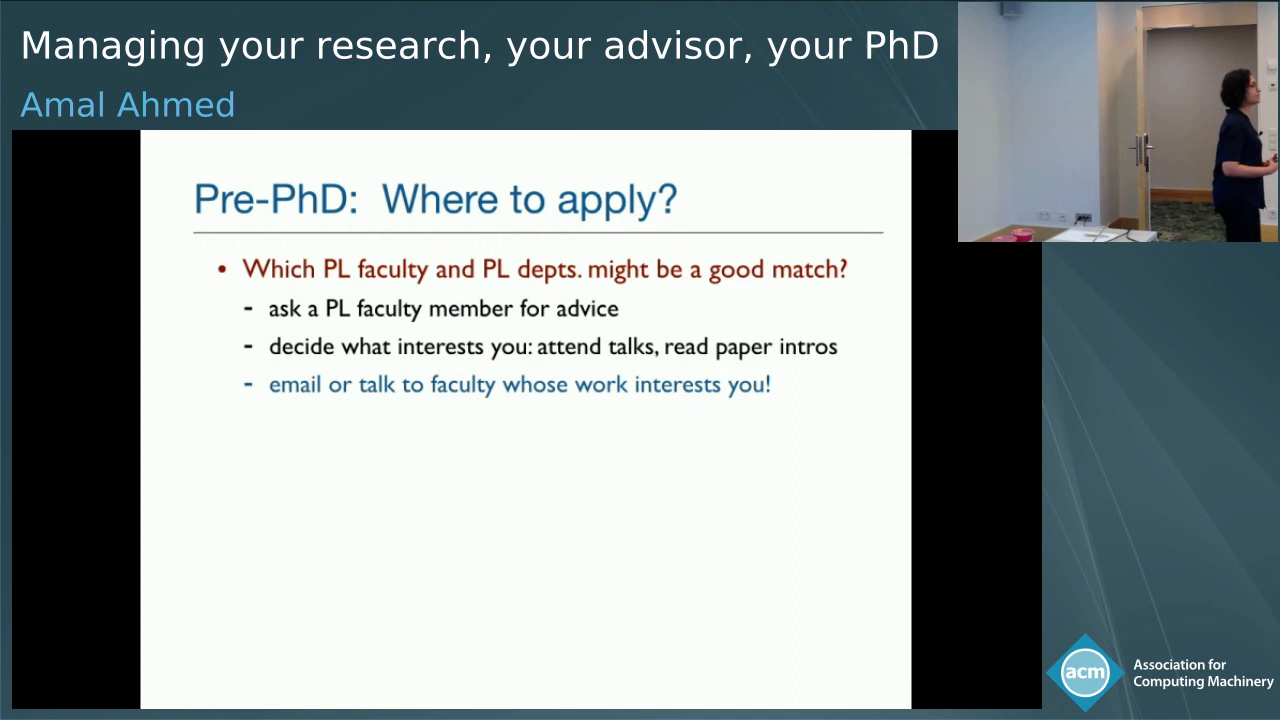 Managing your research, your advisor, your PhD
Amal Ahmed
Pre-PhD: Where to apply?
• Which PL faculty and PL depts. might be a good match?
- ask a PL faculty member for advice
- decide what interests you: attend talks, read paper intros
- email or talk to faculty whose work interests you!
acm
Association for
Computing Machinery